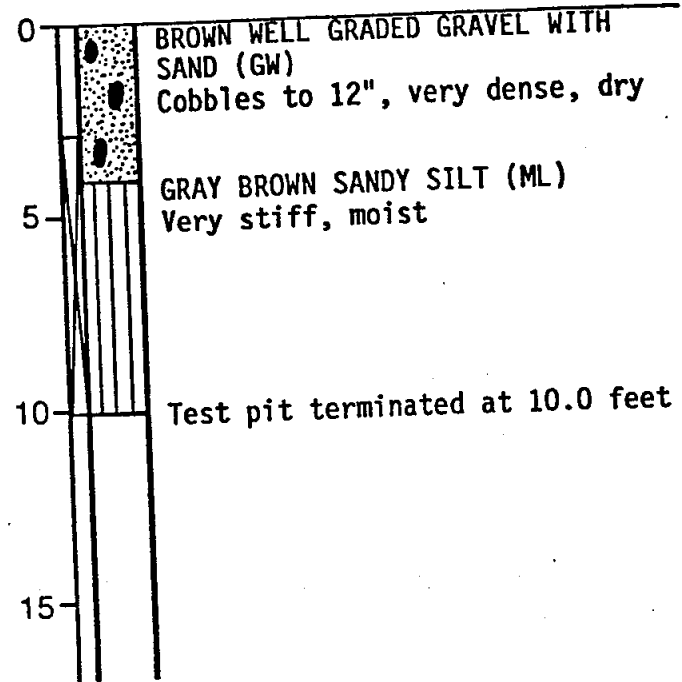 0
BROWN WELL GRADED GRAVEL WITH
SAND (GW)
Cobbles to 12", very dense, dry
GRAY BROWN SANDY SILT (ML)
5
Very stiff, moist
10
Test pit terminated at 10.0 feet
15